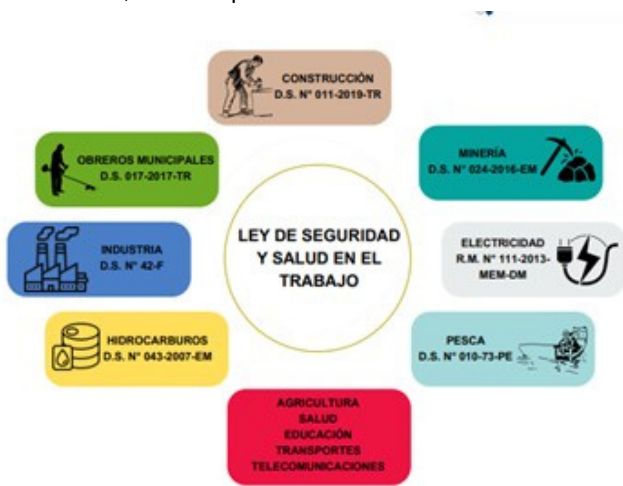 CONSTRUCCIÓN
D.S. N° 011-2019-TR
OBREROS MUNICIPALES
D.S. 017-2017-TR
MINERÍA
D.S. N° 024-2016-EM
LEY DE SEGURIDAD
Y SALUD EN EL
TRABAJO
INDUSTRIA
D.S. N° 42-F
ELECTRICIDAD
R.M. N° 111-2013-
MEM-DM
HIDROCARBUROS
D.S. N° 043-2007-EM
PESCA
D.S. N° 010-73-PE
AGRICULTURA
SALUD
EDUCACIÓN
TRANSPORTES
TELECOMUNICACIONES